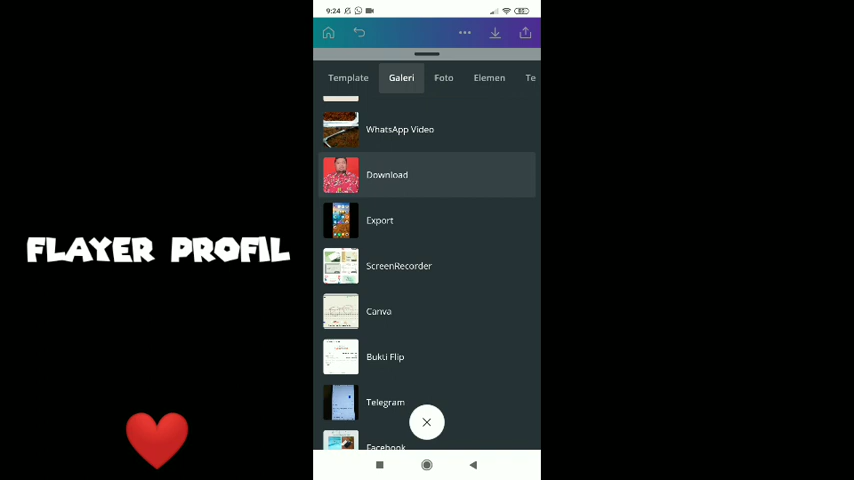 9:24
85
Template Galeri Foto Elemen Te
WhatsApp Video
Download
Export
ScreenRecorder
Canva
Bukti Flip
Telegram
Facebook
FLAYER PROFIL